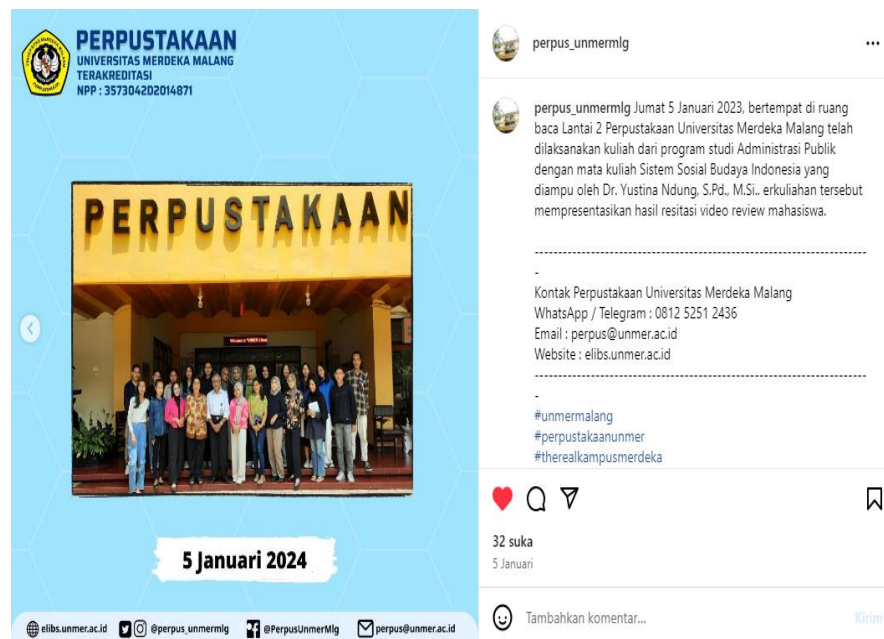 PERPUSTAKAAN
UNIVERSITAS MERDEKA MALANG
TERAKREDITASI
NPP : 3573042D2014871
PERPUSTAKAAN
5 Januari 2024
elibs.unmer.ac.id @perpus_unmermlg @PerpusUnmerMlg perpus@unmer.ac.id
perpus_unmermlg
perpus_unmermlg Jumat 5 Januari 2023, bertempat di ruang
baca Lantai 2 Perpustakaan Universitas Merdeka Malang telah
dilaksanakan kuliah dari program studi Administrasi Publik
dengan mata kuliah Sistem Sosial Budaya Indonesia yang
diampu oleh Dr. Yustina Ndung, S.Pd., M.Si.. erkuliahan tersebut
mempresentasikan hasil resitasi video review mahasiswa.
-----------------------------------------------------------------------
-
Kontak Perpustakaan Universitas Merdeka Malang
WhatsApp / Telegram : 0812 5251 2436
Email : perpus@unmer.ac.id
Website : elibs.unmer.ac.id
-----------------------------------------------------------------------
-
#unmermalang
#perpustakaanunmer
#therealkampusmerdeka
32 suka
5 Januari
Tambahkan komentar...
Kirim